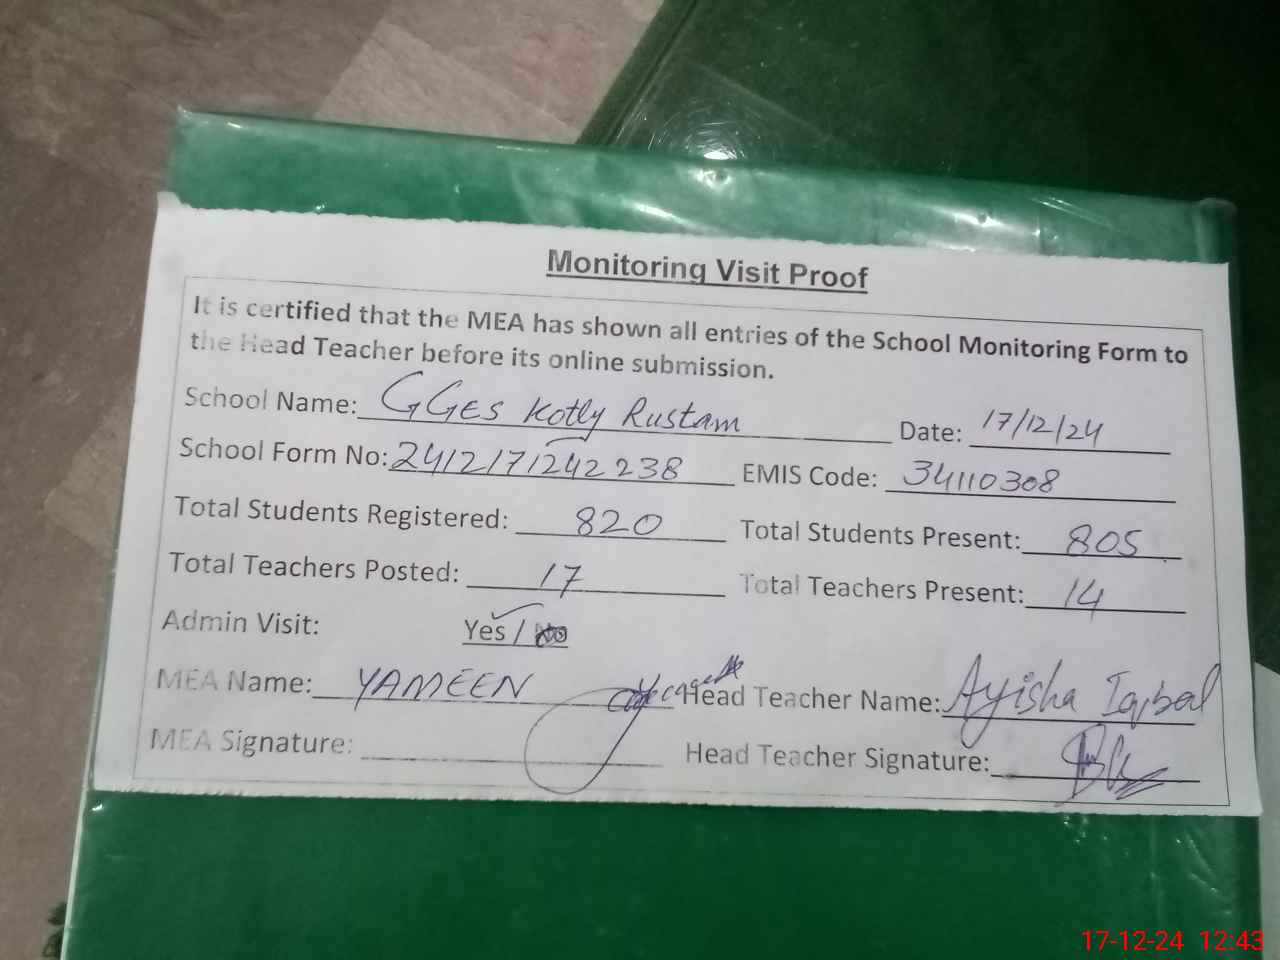 Monitoring Visit Proof
It is certified that the MEA has shown all entries of the School Monitoring Form to
the Head Teacher before its online submission.
School Name: GGES Kotly Rustam Date: 17/12/24
School Form No: 2412171242238 EMIS Code: 34110308
Total Students Registered: 820 Total Students Present: 805
Total Teachers Posted: 17 Total Teachers Present: 14
Admin Visit: Yes / No
MEA Name: YAMEEN Head Teacher Name: Ayisha Iqbal
MEA Signature: Head Teacher Signature:
17-12-24 12:43